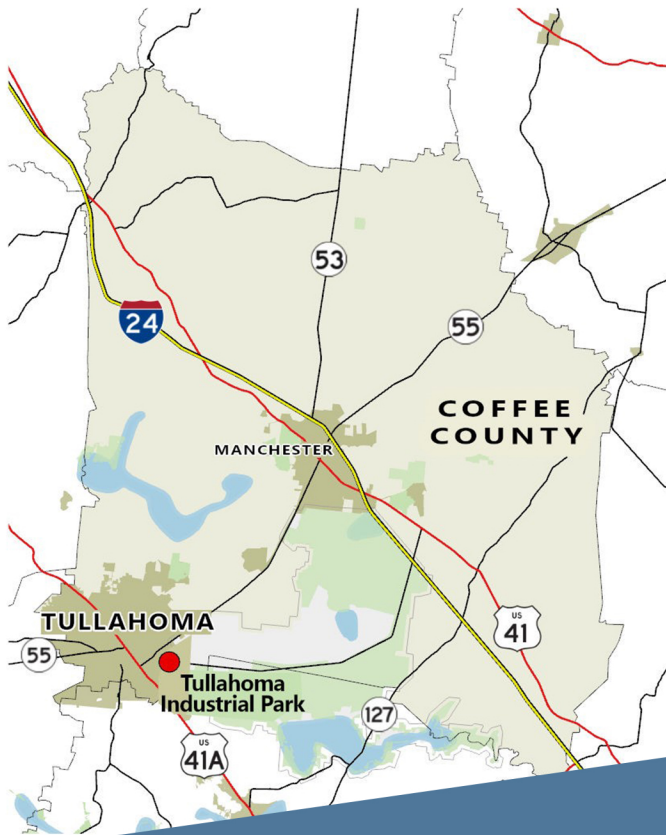 53
55
24
COFFEE
COUNTY
MANCHESTER
TULLAHOMA
US
41
55
Tullahoma
Industrial Park
127
US
41A